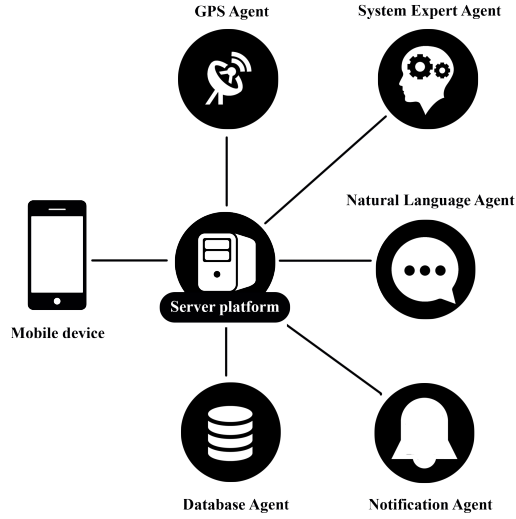 GPS Agent
System Expert Agent
Natural Language Agent
Server platform
Mobile device
Database Agent
Notification Agent